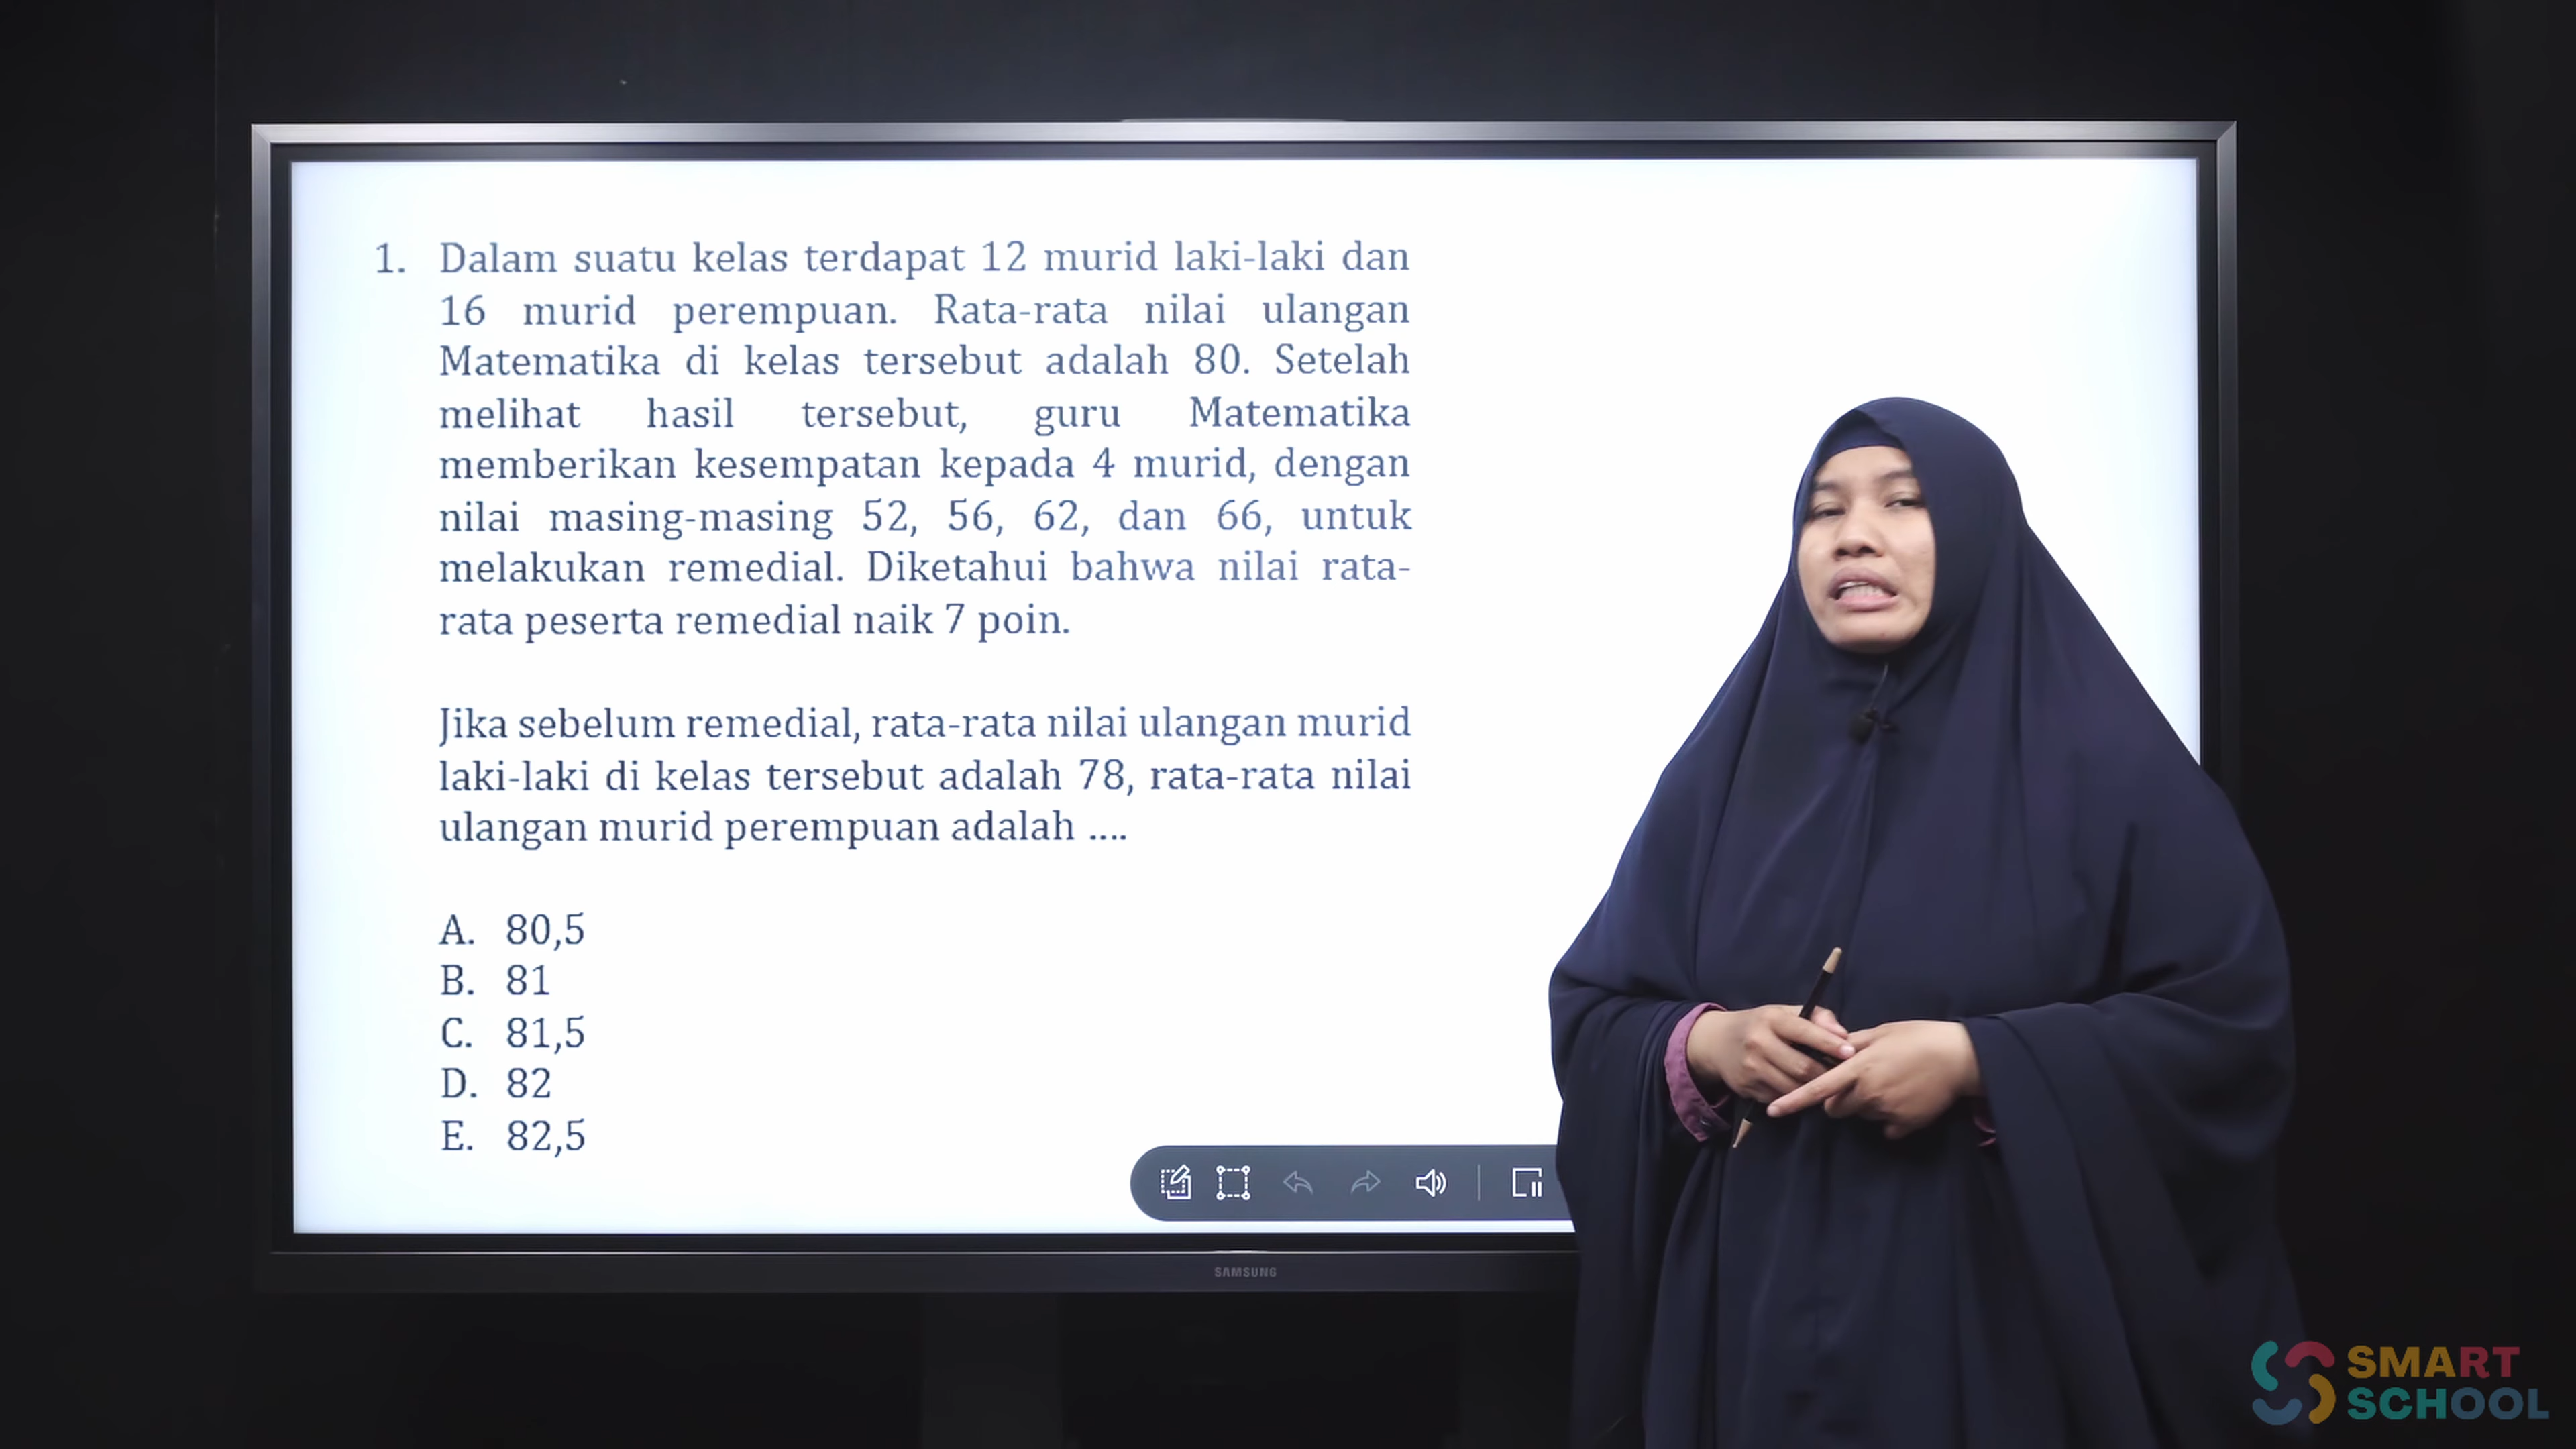 1. Dalam suatu kelas terdapat 12 murid laki-laki dan
16 murid perempuan. Rata-rata nilai ulangan
Matematika di kelas tersebut adalah 80. Setelah
melihat hasil tersebut, guru Matematika
memberikan kesempatan kepada 4 murid, dengan
nilai masing-masing 52, 56, 62, dan 66, untuk
melakukan remedial. Diketahui bahwa nilai rata-
rata peserta remedial naik 7 poin.
Jika sebelum remedial, rata-rata nilai ulangan murid
laki-laki di kelas tersebut adalah 78, rata-rata nilai
ulangan murid perempuan adalah ....
A. 80,5
B. 81
C. 81,5
D. 82
E. 82,5
SAMSUNG
SMART
SCHOOL